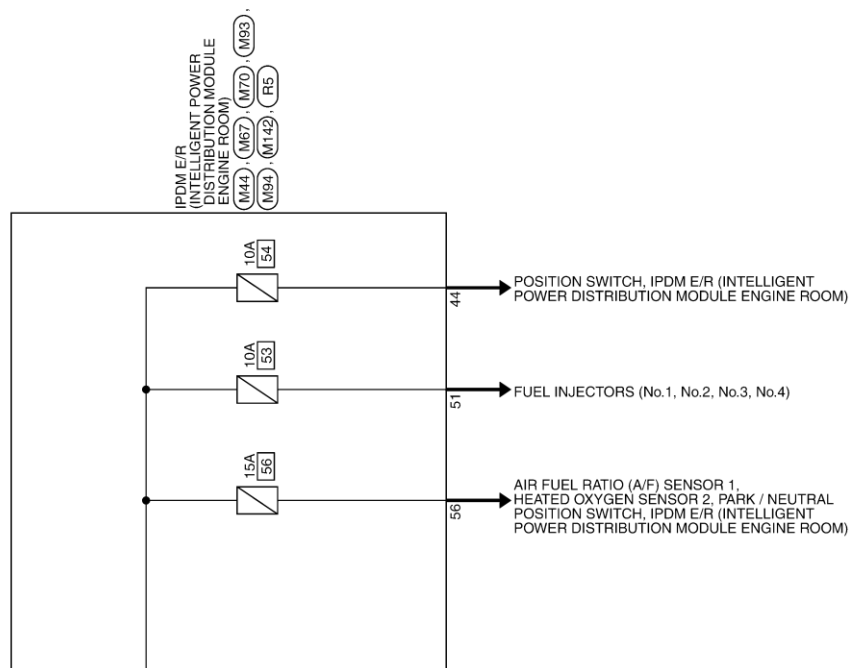 IPDM E/R
(INTELLIGENT POWER
DISTRIBUTION MODULE
ENGINE ROOM)
M44 , M67 , M70 , M93 ,
M94 , M142 , R5
10A
54
44
POSITION SWITCH, IPDM E/R (INTELLIGENT
POWER DISTRIBUTION MODULE ENGINE ROOM)
10A
53
51
FUEL INJECTORS (No.1, No.2, No.3, No.4)
15A
56
56
AIR FUEL RATIO (A/F) SENSOR 1,
HEATED OXYGEN SENSOR 2, PARK / NEUTRAL
POSITION SWITCH, IPDM E/R (INTELLIGENT
POWER DISTRIBUTION MODULE ENGINE ROOM)